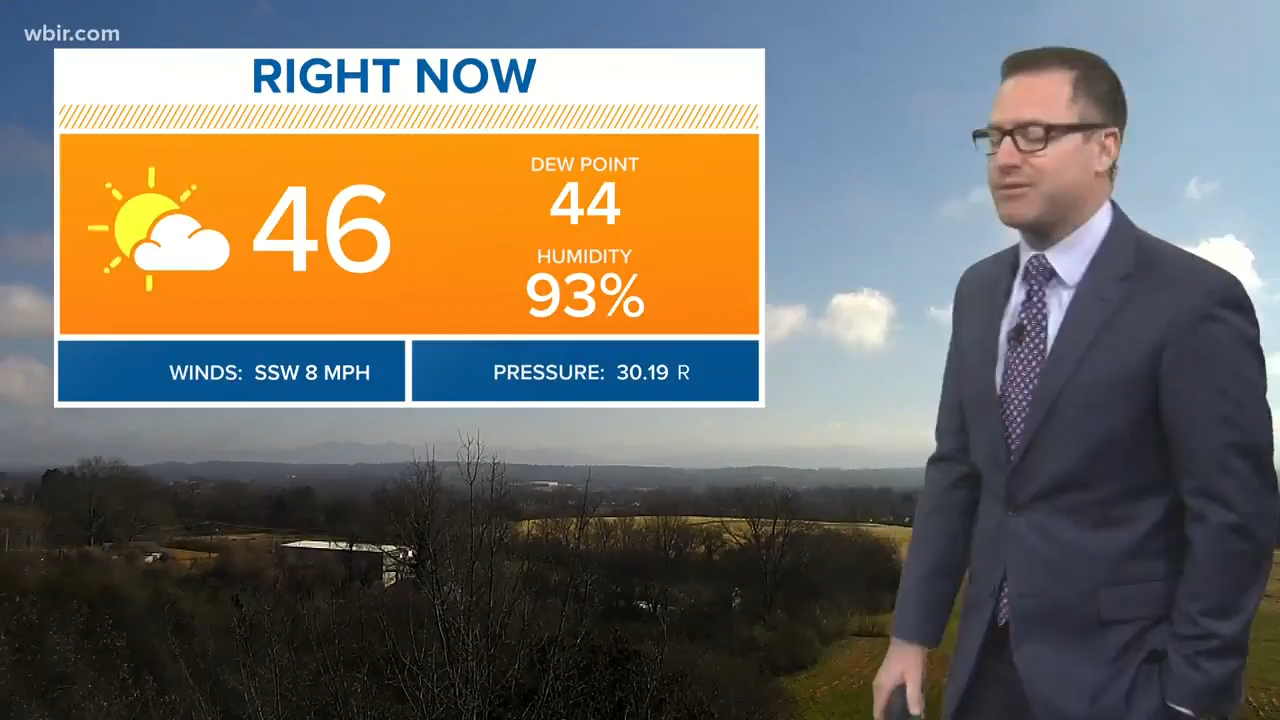 wbir.com
RIGHT NOW
46
DEW POINT
44
HUMIDITY
93%
WINDS: SSW 8 MPH
PRESSURE: 30.19 R